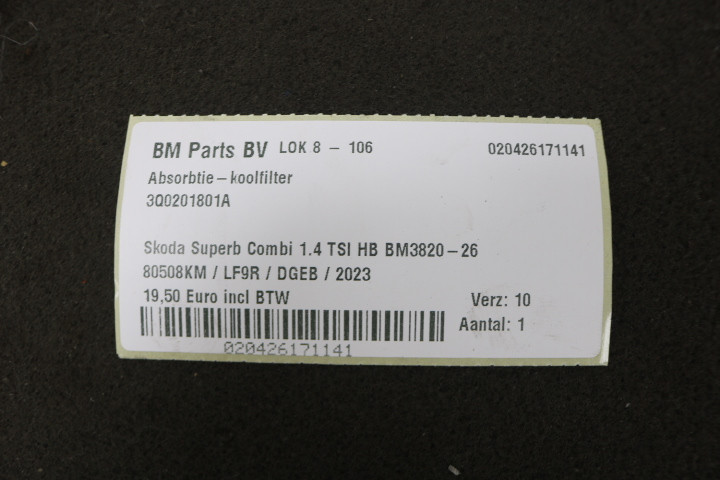 BM Parts BV LOK 8 - 106 020426171141
Absorbtie-koolfilter
3Q0201801A
Skoda Superb Combi 1.4 TSI HB BM3820-26
80508KM / LF9R / DGEB / 2023
19,50 Euro incl BTW Verz: 10
Aantal: 1
020426171141